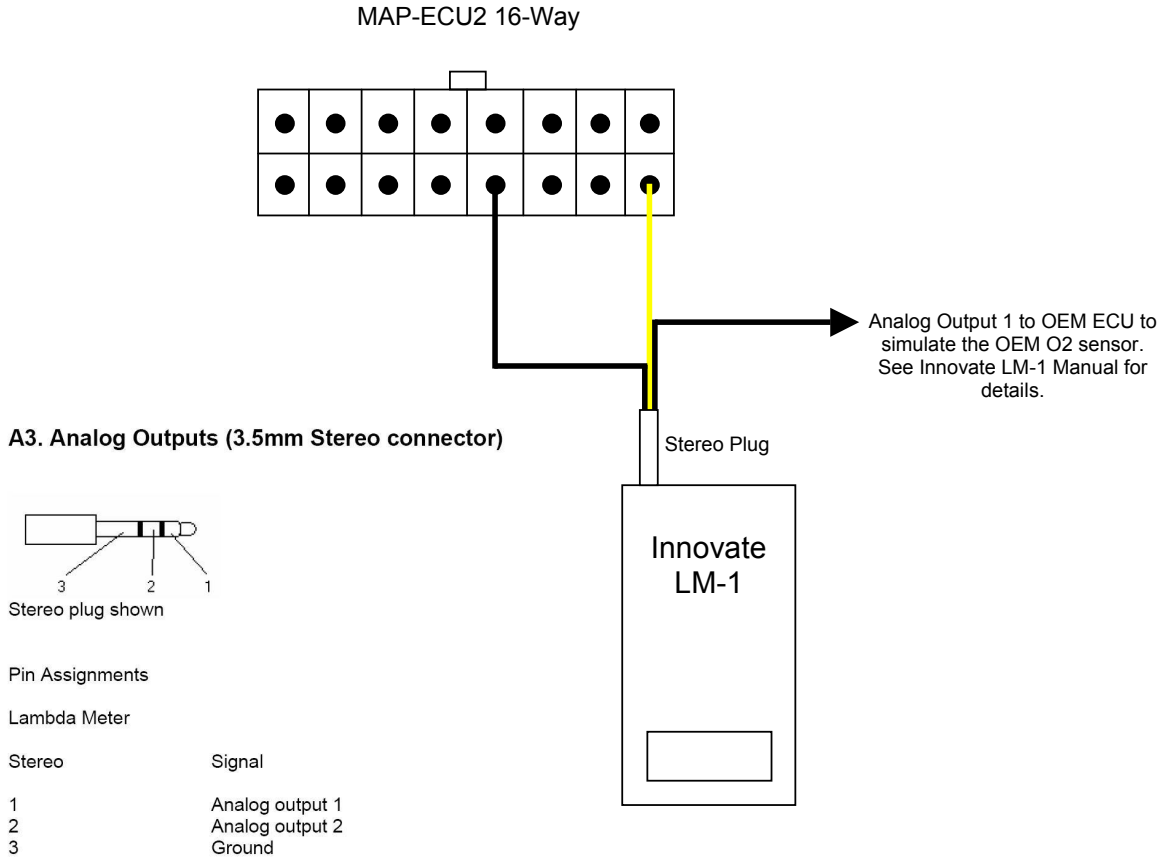 MAP-ECU2 16-Way
Analog Output 1 to OEM ECU to
simulate the OEM O2 sensor.
See Innovate LM-1 Manual for
details.
A3. Analog Outputs (3.5mm Stereo connector)
Stereo Plug
Innovate
LM-1
3 2 1
Stereo plug shown
Pin Assignments
Lambda Meter
Stereo Signal
1 Analog output 1
2 Analog output 2
3 Ground